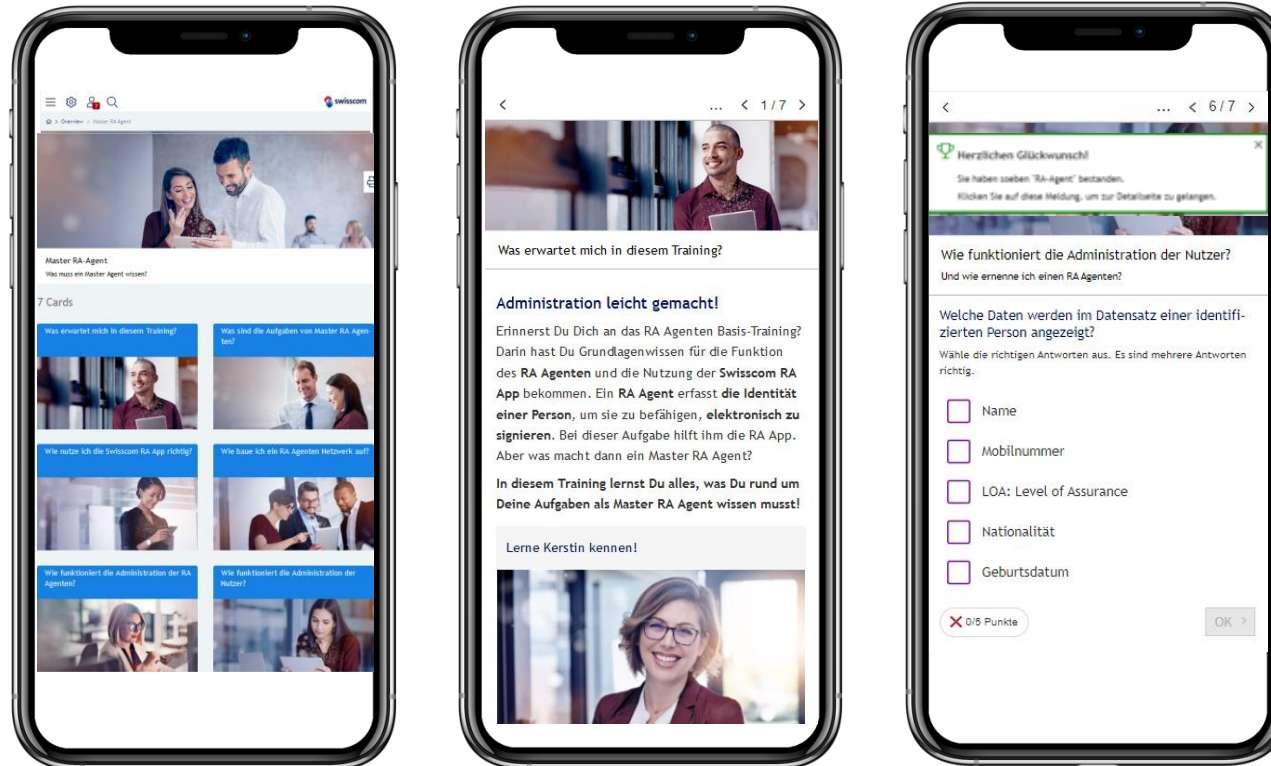 swisscom
> Overview > Master RA Agent
Master RA-Agent
Was muss ein Master Agent wissen?
7 Cards
Was erwartet mich in diesem Training?
Was sind die Aufgaben von Master RA Agen-
ten?
Wie nutze ich die Swisscom RA App richtig?
Wie baue ich ein RA Agenten Netzwerk auf?
Wie funktioniert die Administration der RA
Agenten?
Wie funktioniert die Administration der
Nutzer?
< ... < 1/7 >
Was erwartet mich in diesem Training?
Administration leicht gemacht!
Erinnerst Du Dich an das RA Agenten Basis-Training?
Darin hast Du Grundlagenwissen für die Funktion
des RA Agenten und die Nutzung der Swisscom RA
App bekommen. Ein RA Agent erfasst die Identität
einer Person, um sie zu befähigen, elektronisch zu
signieren. Bei dieser Aufgabe hilft ihm die RA App.
Aber was macht dann ein Master RA Agent?
In diesem Training lernst Du alles, was Du rund um
Deine Aufgaben als Master RA Agent wissen musst!
Lerne Kerstin kennen!
< ... < 6/7 >
Herzlichen Glückwunsch!
Sie haben soeben "RA-Agent" bestanden.
Klicken Sie auf diese Meldung, um zur Detailseite zu gelangen.
Wie funktioniert die Administration der Nutzer?
Und wie ernenne ich einen RA Agenten?
Welche Daten werden im Datensatz einer identifi-
zierten Person angezeigt?
Wähle die richtigen Antworten aus. Es sind mehrere Antworten
richtig.
Name
Mobilnummer
LOA: Level of Assurance
Nationalität
Geburtsdatum
0/5 Punkte
OK >